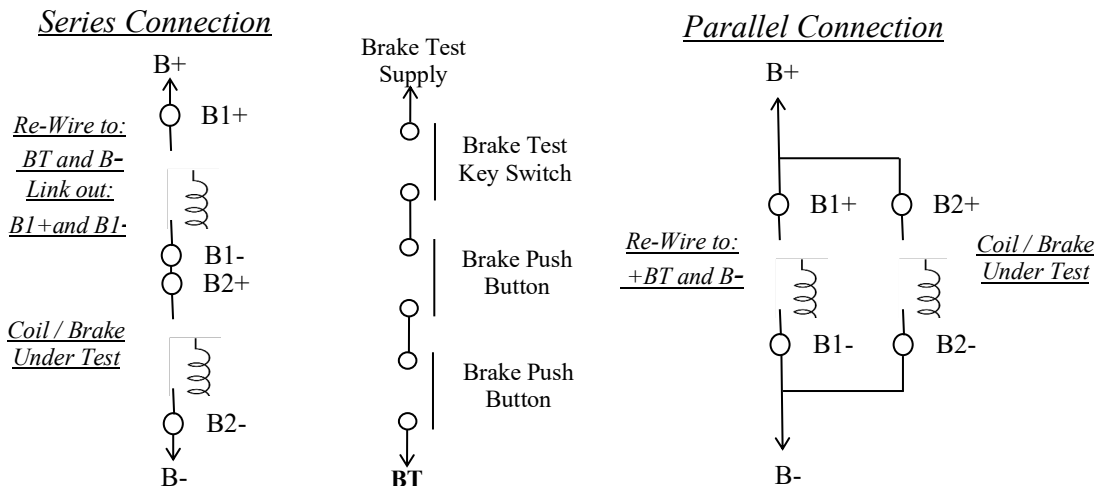 Series Connection
B+
B1+
Re-Wire to:
BT and B-
Link out:
B1+and B1-
B1-
B2+
Coil / Brake
Under Test
B2-
B-
Brake Test
Supply
Brake Test
Key Switch
Brake Push
Button
Brake Push
Button
BT
Parallel Connection
B+
B1+
B2+
Re-Wire to:
+BT and B-
Coil / Brake
Under Test
B1-
B2-
B-